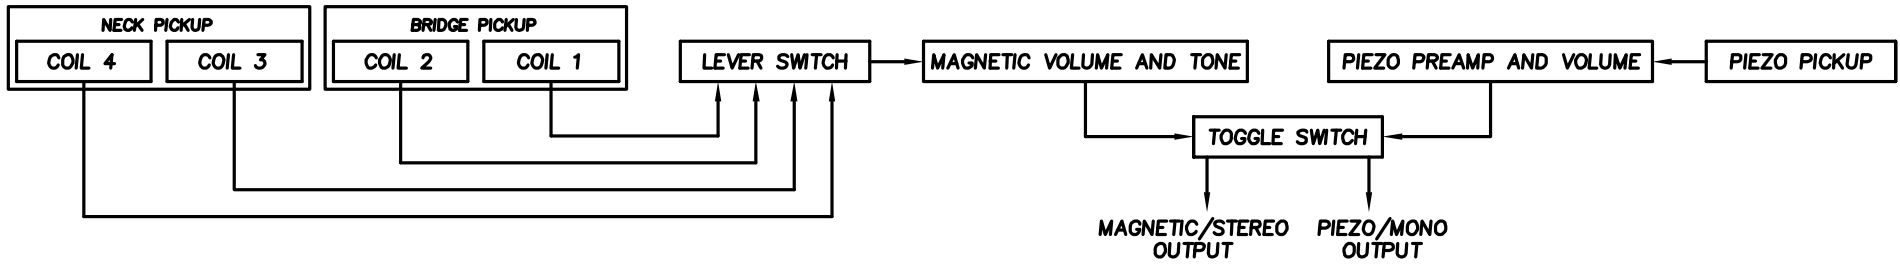 NECK PICKUP
COIL 4
COIL 3
BRIDGE PICKUP
COIL 2
COIL 1
LEVER SWITCH
MAGNETIC VOLUME AND TONE
PIEZO PREAMP AND VOLUME
PIEZO PICKUP
TOGGLE SWITCH
MAGNETIC/STEREO
OUTPUT
PIEZO/MONO
OUTPUT